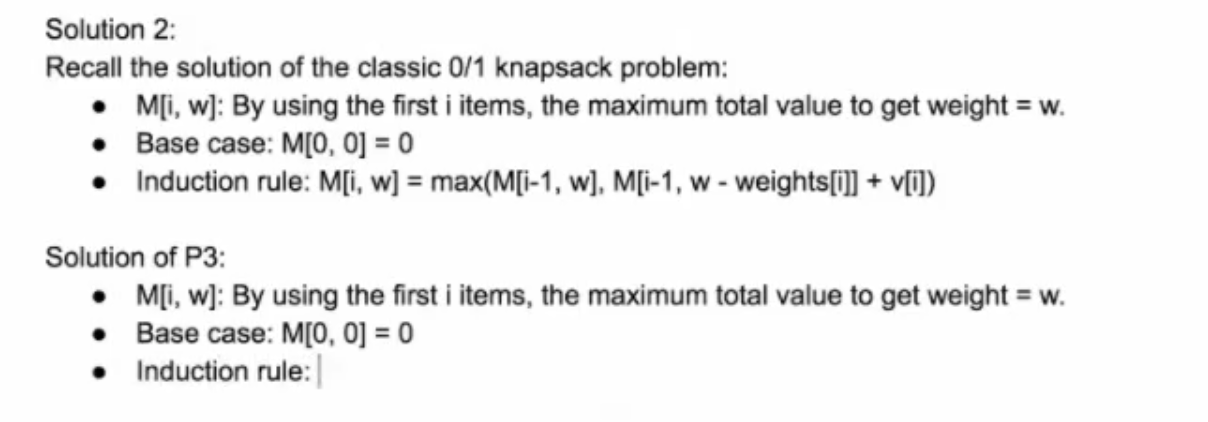 Solution 2:
Recall the solution of the classic 0/1 knapsack problem:
● M[i, w]: By using the first i items, the maximum total value to get weight = w.
● Base case: M[0, 0] = 0
● Induction rule: M[i, w] = max(M[i-1, w], M[i-1, w - weights[i]] + v[i])
Solution of P3:
● M[i, w]: By using the first i items, the maximum total value to get weight = w.
● Base case: M[0, 0] = 0
● Induction rule: